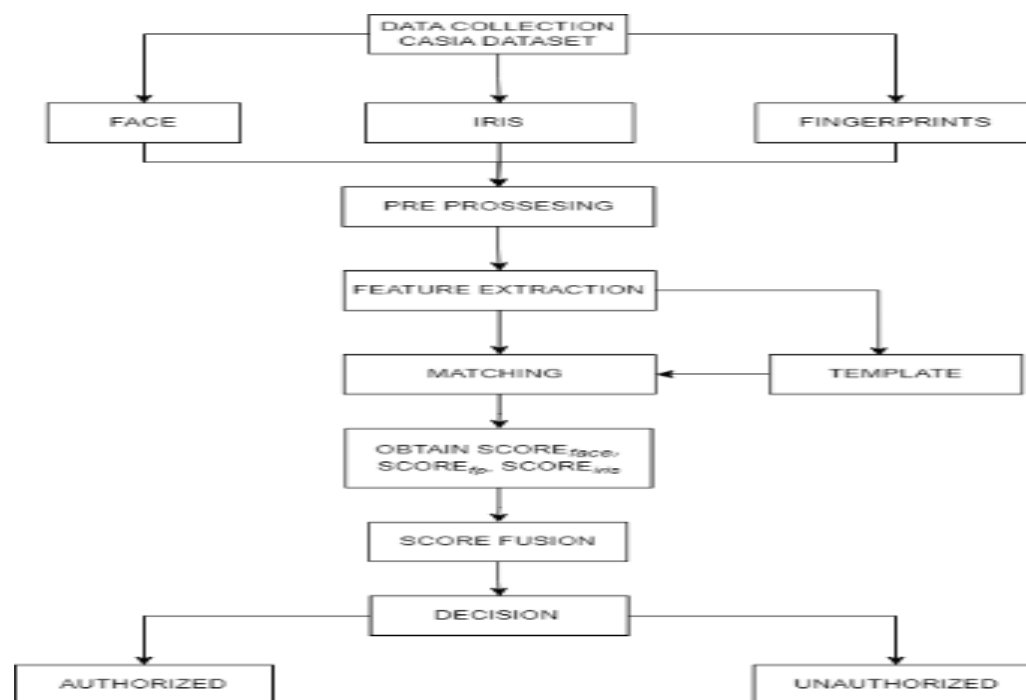 DATA COLLECTION
CASIA DATASET
FACE
IRIS
FINGERPRINTS
PRE PROSSESING
FEATURE EXTRACTION
MATCHING
TEMPLATE
OBTAIN SCOREface,
SCOREfp, SCOREiris
SCORE FUSION
DECISION
AUTHORIZED
UNAUTHORIZED